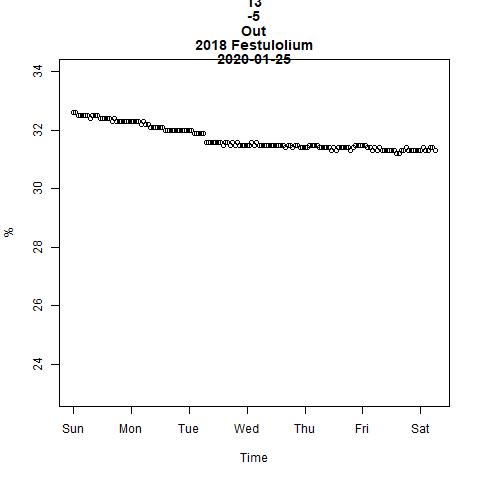 13
-5
Out
2018 Festulolium
2020-01-25
34
32
30
28
26
24
%
Sun Mon Tue Wed Thu Fri Sat
Time